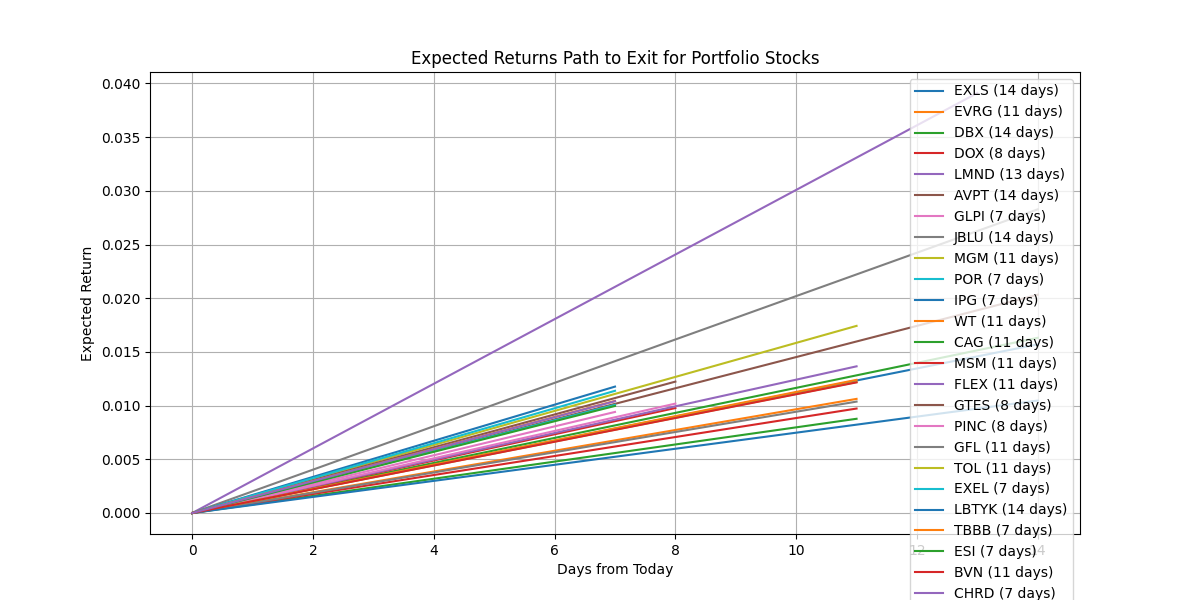 Expected Returns Path to Exit for Portfolio Stocks
0.040
0.035
0.030
0.025
0.020
0.015
0.010
0.005
0.000
Expected Return
0
2
4
6
8
10
12
14
Days from Today
EXLS (14 days)
EVRG (11 days)
DBX (14 days)
DOX (8 days)
LMND (13 days)
AVPT (14 days)
GLPI (7 days)
JBLU (14 days)
MGM (11 days)
POR (7 days)
IPG (7 days)
WT (11 days)
CAG (11 days)
MSM (11 days)
FLEX (11 days)
GTES (8 days)
PINC (8 days)
GFL (11 days)
TOL (11 days)
EXEL (7 days)
LBTYK (14 days)
TBBB (7 days)
ESI (7 days)
BVN (11 days)
CHRD (7 days)